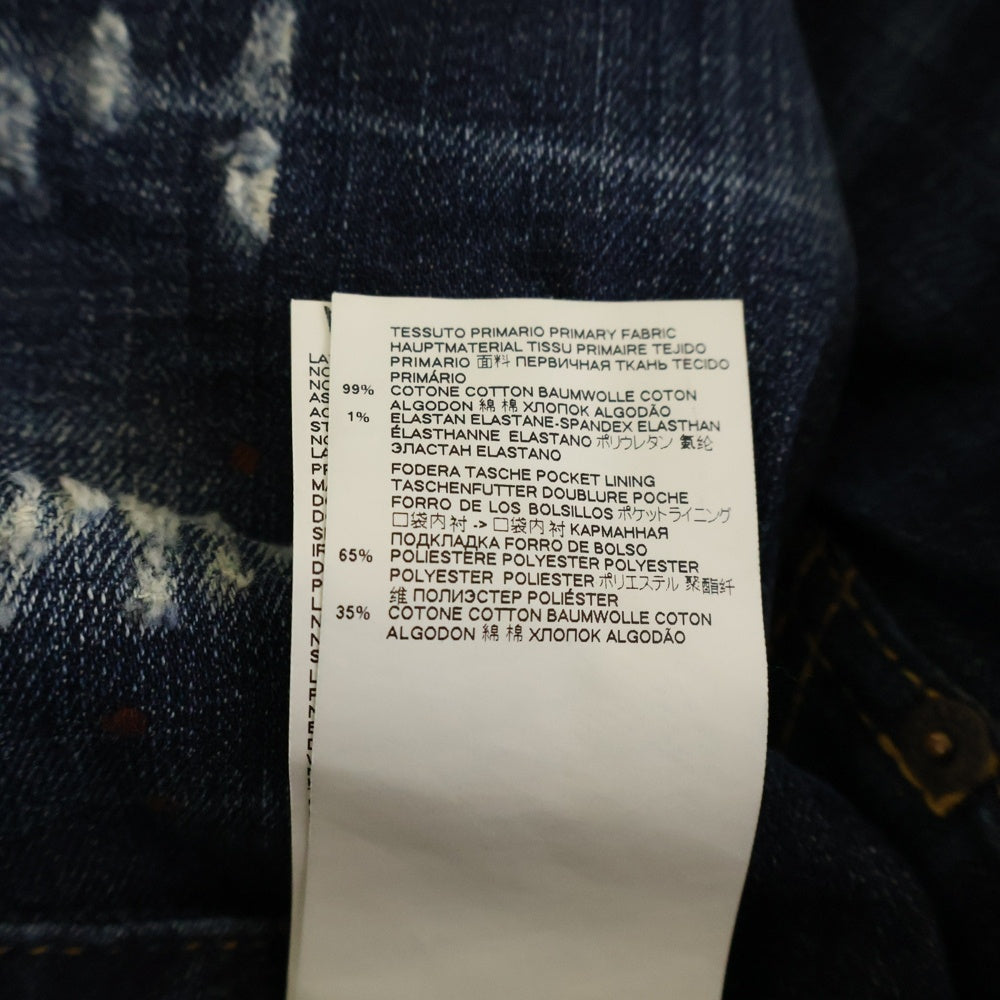 TESSUTO PRIMARIO PRIMARY FABRIC
HAUPTMATERIAL TISSU PRIMAIRE TEJIDO
PRIMARIO 面料 ПЕРВИЧНАЯ ТКАНЬ TECIDO
PRIMÁRIO
99% COTONE COTTON BAUMWOLLE COTON
ALGODON 綿 棉 ХЛОПОК ALGODÃO
1% ELASTAN ELASTANE-SPANDEX ELASTHAN
ÉLASTHANNE ELASTANO ポリウレタン 氨纶
ЭЛАСТАН ELASTANO
FODERA TASCHE POCKET LINING
TASCHENFUTTER DOUBLURE POCHE
FORRO DE LOS BOLSILLOS ポケットライニング
口袋内衬 -> 口袋内衬 КАРМАННАЯ
ПОДКЛАДКА FORRO DE BOLSO
65% POLIESTERE POLYESTER POLYESTER
POLYESTER POLIESTER ポリエステル 聚酯纤
维 ПОЛИЭСТЕР POLIÉSTER
35% COTONE COTTON BAUMWOLLE COTON
ALGODON 綿 棉 ХЛОПОК ALGODÃO